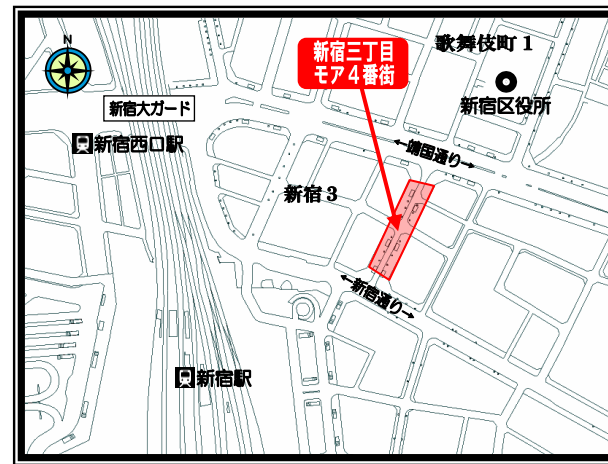 N
歌舞伎町1
新宿三丁目
モア4番街
新宿区役所
新宿大ガード
新宿西口駅
←靖国通り→
新宿3
←新宿通り→
新宿駅